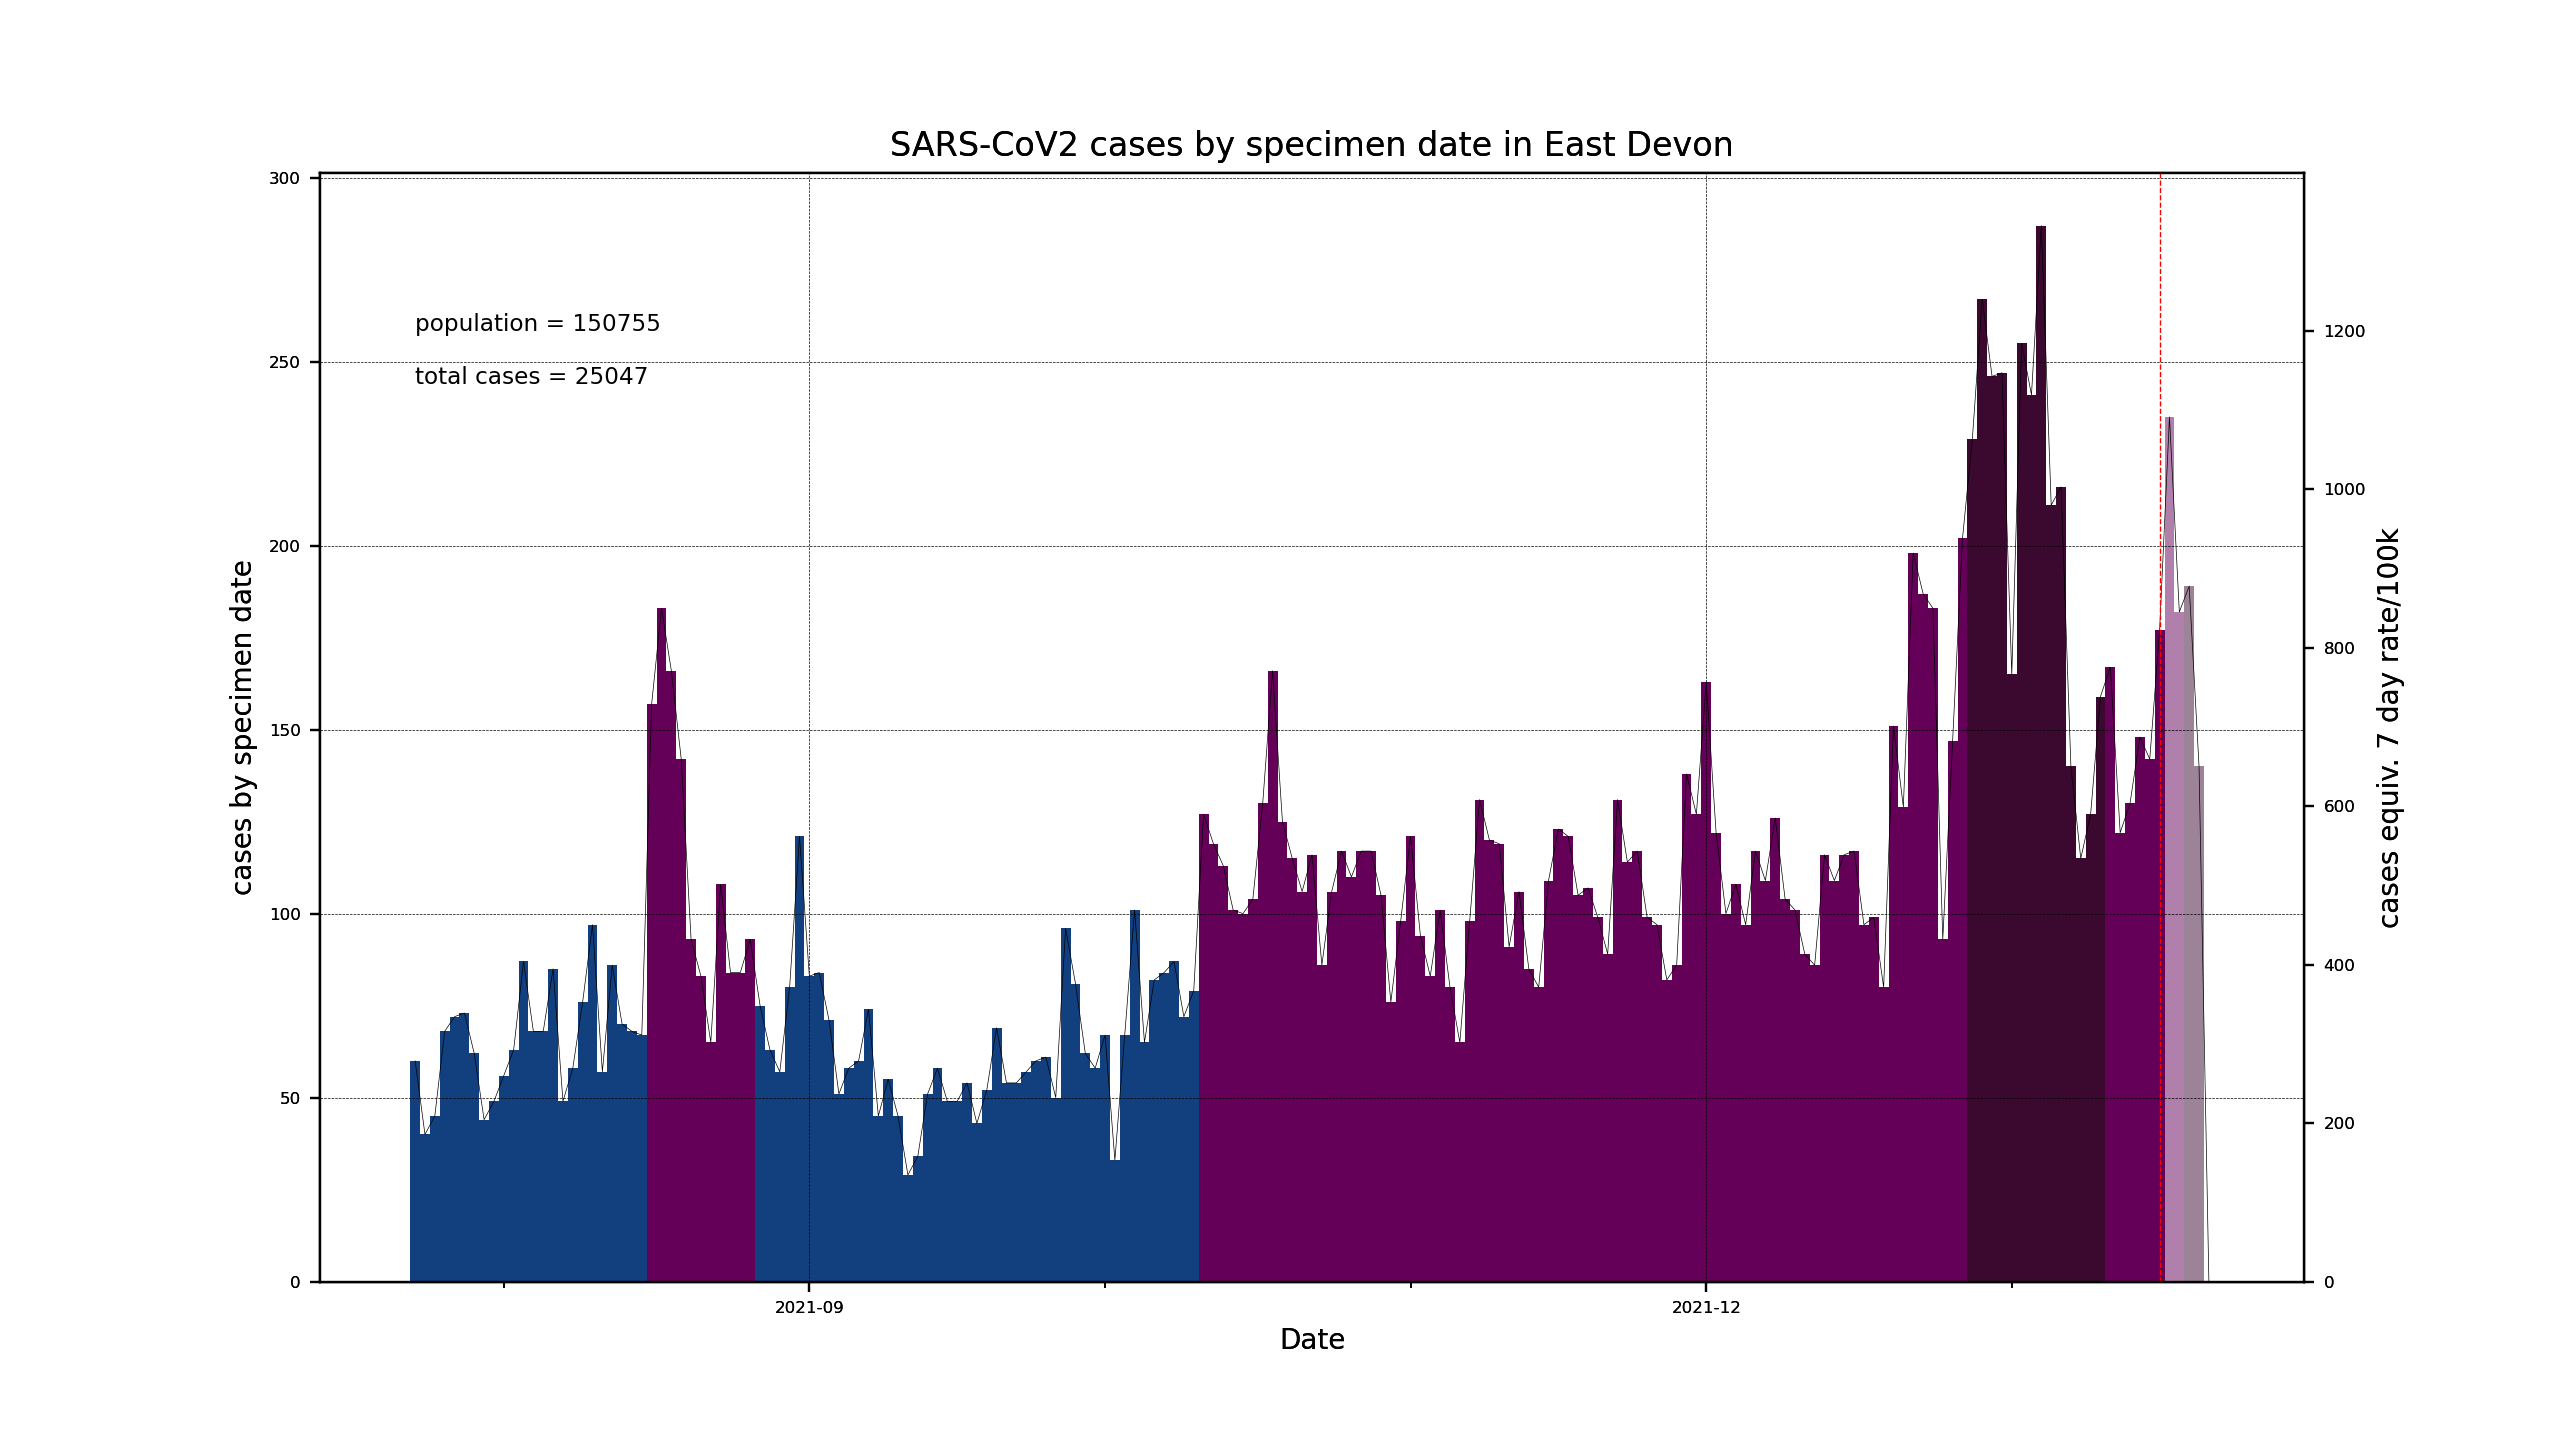 SARS-CoV2 cases by specimen date in East Devon
300
250
200
150
100
50
0
cases by specimen date
population = 150755
total cases = 25047
1200
1000
800
600
400
200
0
cases equiv. 7 day rate/100k
2021-09
2021-12
Date